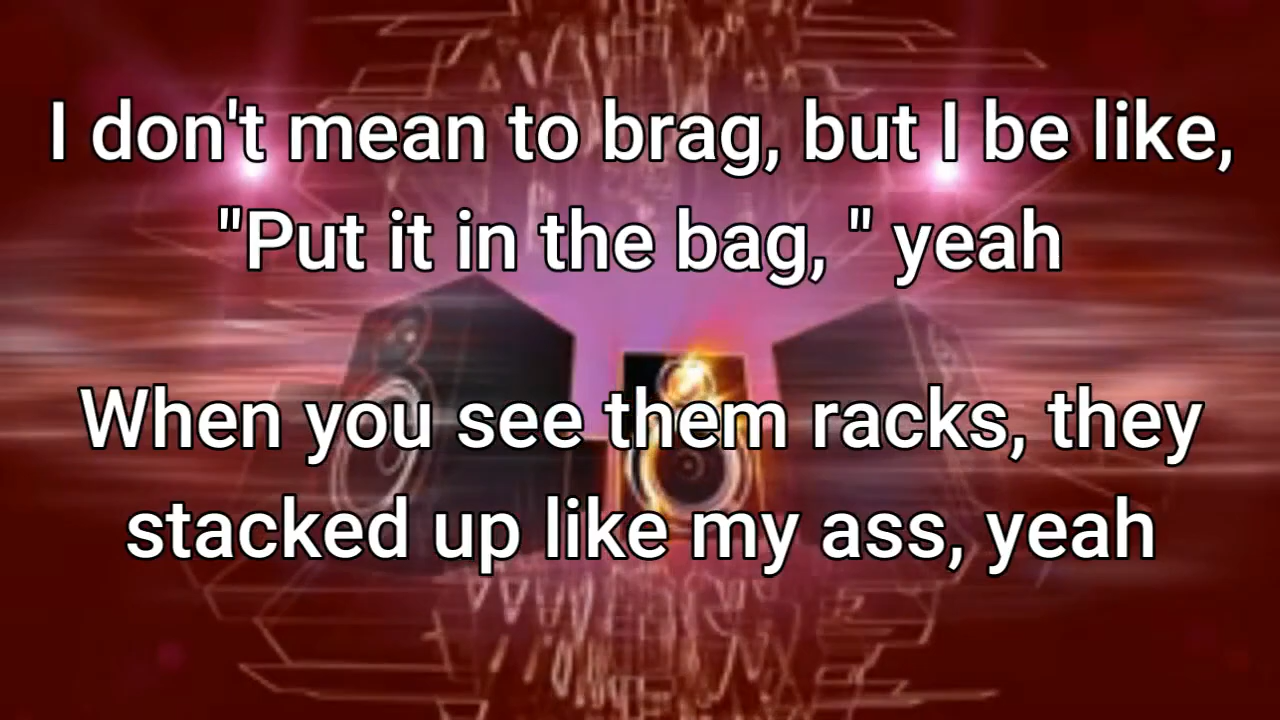 I don't mean to brag, but I be like,
"Put it in the bag, " yeah
When you see them racks, they
stacked up like my ass, yeah